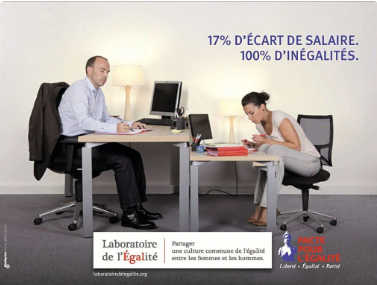 17% D'ÉCART DE SALAIRE.
100% D'INÉGALITÉS.
Laboratoire
de l'Égalité
Partager
une culture commune de l'égalité
entre les femmes et les hommes.
PACTE
POUR
L'ÉGALITÉ
Liberté • Égalité • Parité
laboratoiredelegalite.org